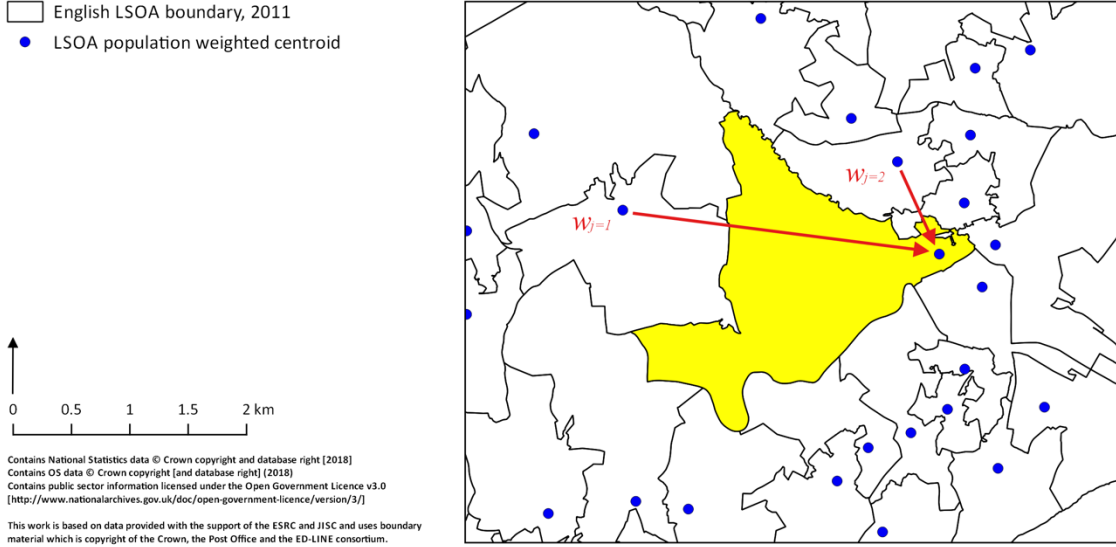 English LSOA boundary, 2011
LSOA population weighted centroid
w_{j=1}
w_{j=2}
0 0.5 1 1.5 2 km
Contains National Statistics data © Crown copyright and database right [2018]
Contains OS data © Crown copyright [and database right] (2018)
Contains public sector information licensed under the Open Government Licence v3.0
[http://www.nationalarchives.gov.uk/doc/open-government-licence/version/3/]
This work is based on data provided with the support of the ESRC and JISC and uses boundary
material which is copyright of the Crown, the Post Office and the ED-LINE consortium.